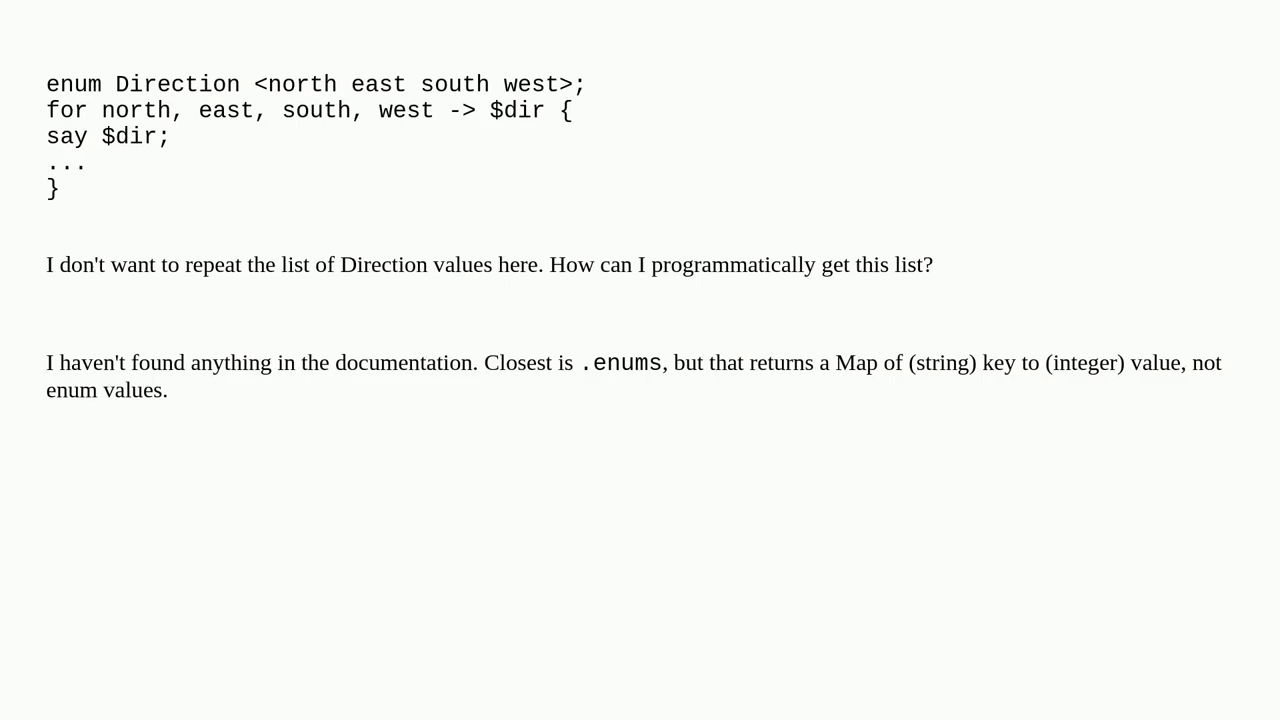 enum Direction <north east south west>;
for north, east, south, west -> $dir {
say $dir;
...
}
I don't want to repeat the list of Direction values here. How can I programmatically get this list?
I haven't found anything in the documentation. Closest is .enums, but that returns a Map of (string) key to (integer) value, not
enum values.